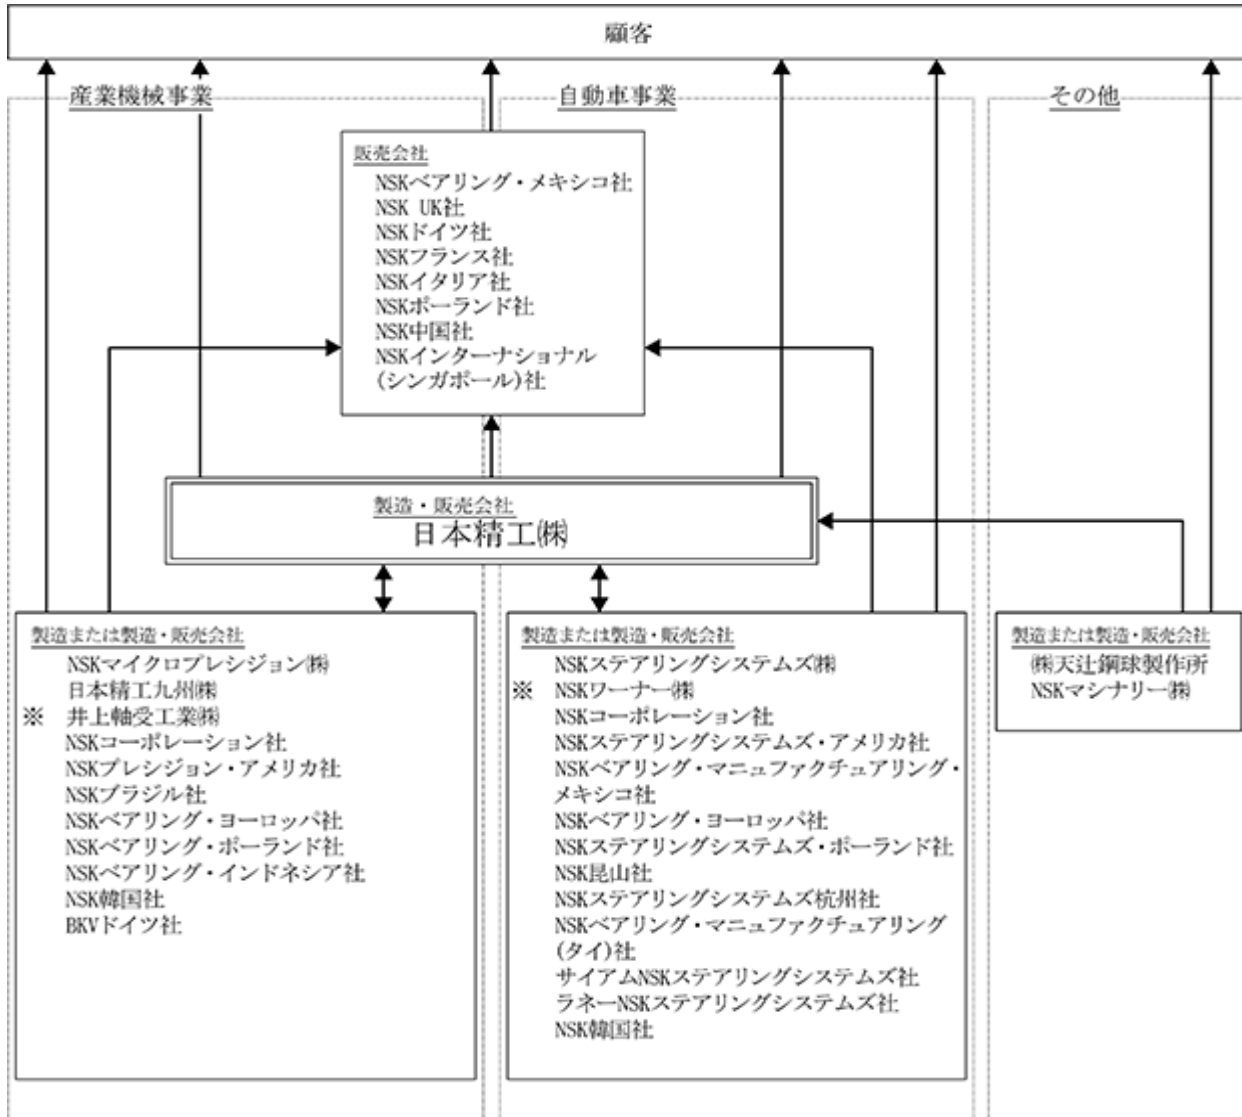 顧客
産業機械事業
自動車事業
その他
販売会社
NSKベアリング・メキシコ社
NSK UK社
NSKドイツ社
NSKフランス社
NSKイタリア社
NSKポーランド社
NSK中国社
NSKインターナショナル
(シンガポール)社
製造・販売会社
日本精工㈱
製造または製造・販売会社
NSKマイクロプレシジョン㈱
日本精工九州㈱
※ 井上軸受工業㈱
NSKコーポレーション社
NSKプレシジョン・アメリカ社
NSKブラジル社
NSKベアリング・ヨーロッパ社
NSKベアリング・ポーランド社
NSKベアリング・インドネシア社
NSK韓国社
BKVドイツ社
製造または製造・販売会社
NSKステアリングシステムズ㈱
※ NSKワーナー㈱
NSKコーポレーション社
NSKステアリングシステムズ・アメリカ社
NSKベアリング・マニュファクチュアリング・
メキシコ社
NSKベアリング・ヨーロッパ社
NSKステアリングシステムズ・ポーランド社
NSK昆山社
NSKステアリングシステムズ杭州社
NSKベアリング・マニュファクチュアリング
(タイ)社
サイアムNSKステアリングシステムズ社
ラネーNSKステアリングシステムズ社
NSK韓国社
製造または製造・販売会社
㈱天辻鋼球製作所
NSKマシナリー㈱